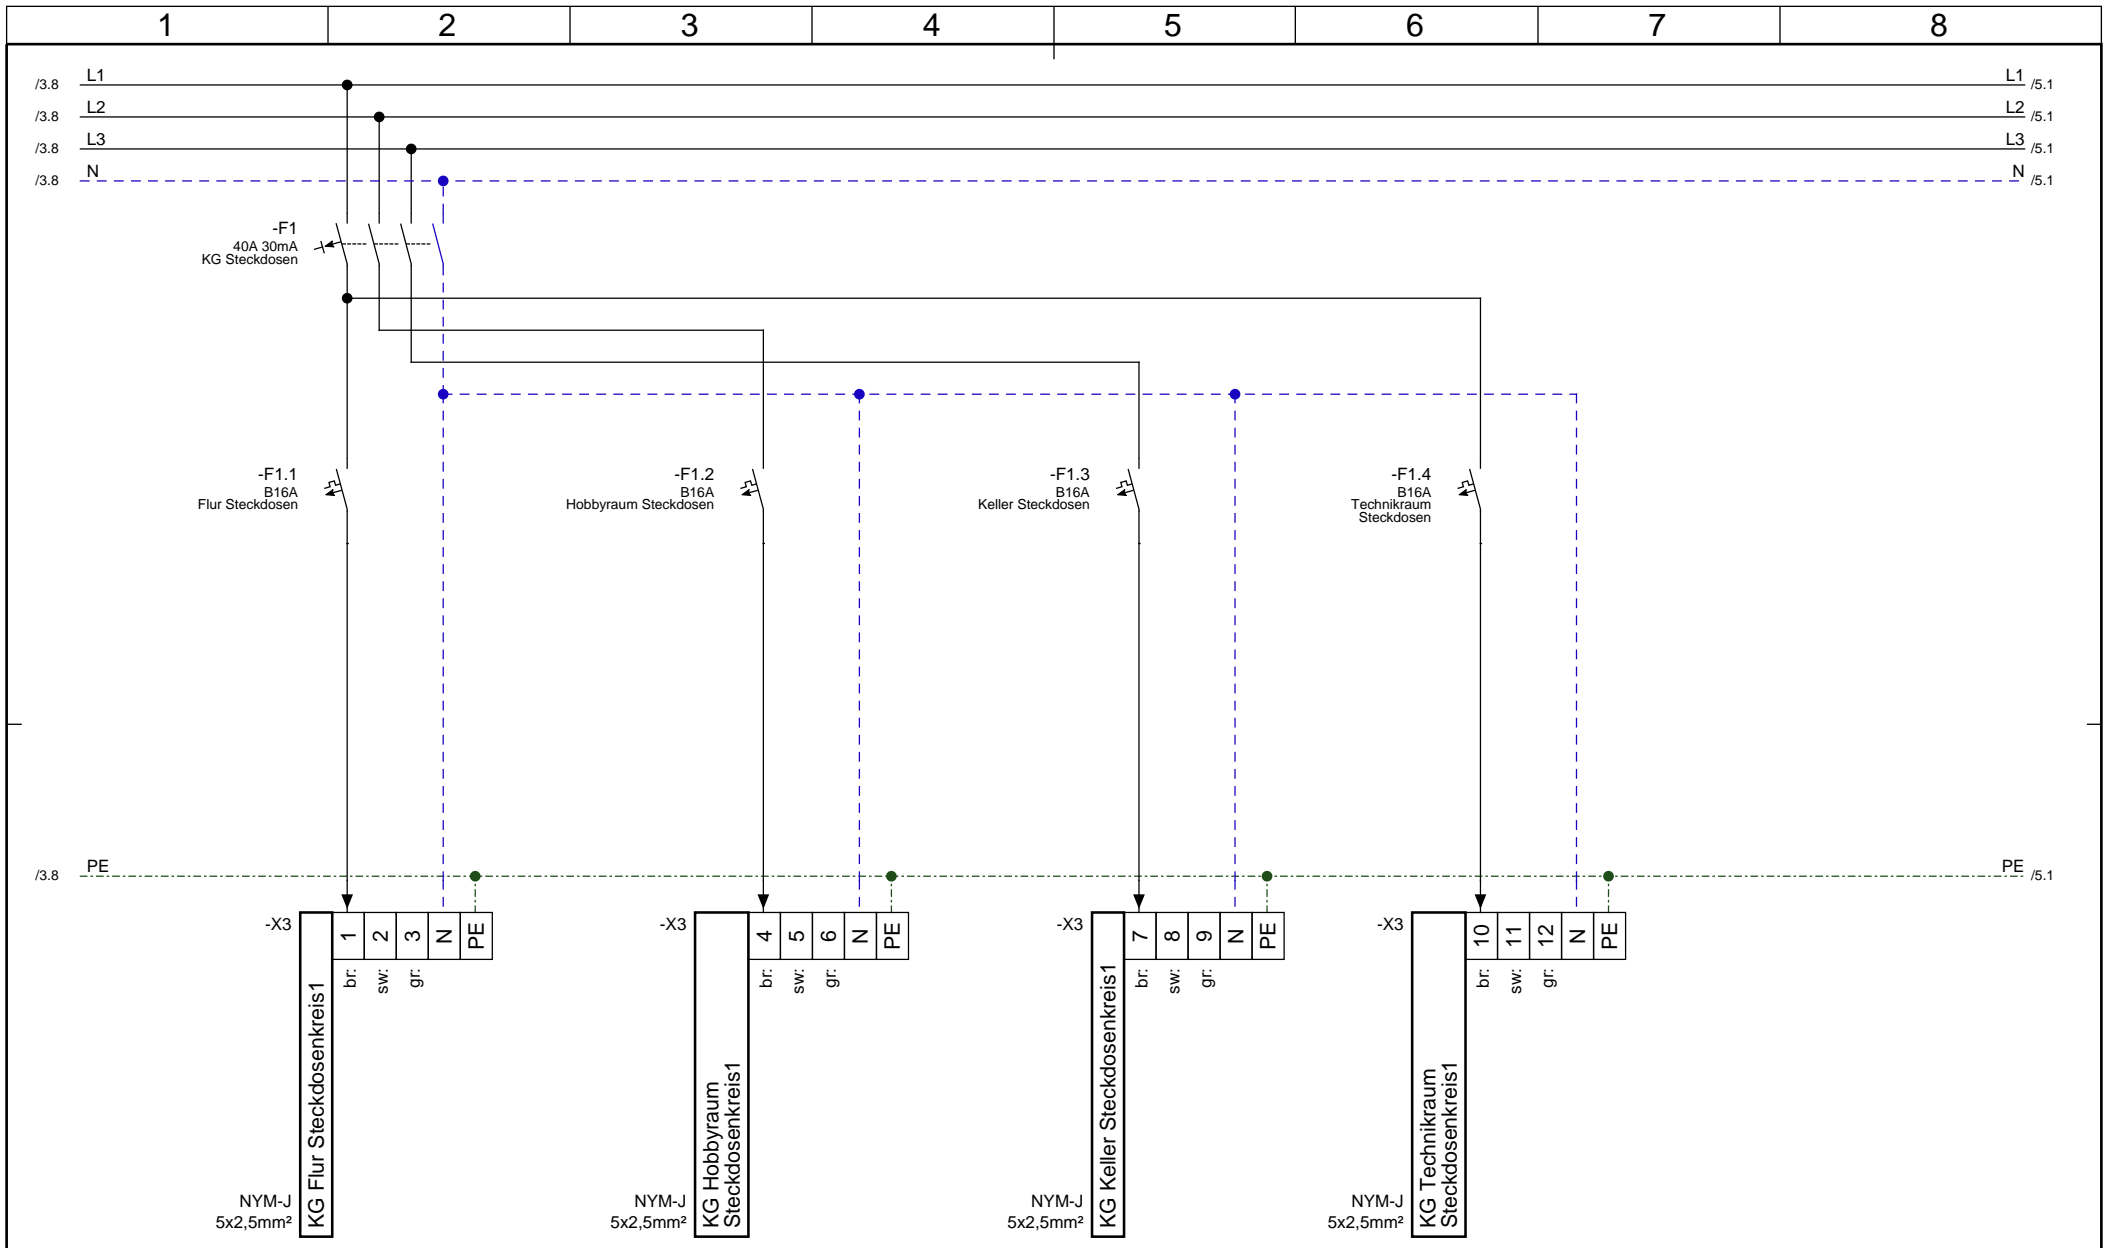 1 2 3 4 5 6 7 8
/3.8 L1 L1 /5.1
/3.8 L2 L2 /5.1
/3.8 L3 L3 /5.1
/3.8 N N /5.1
-F1
40A 30mA
KG Steckdosen
-F1.1
B16A
Flur Steckdosen
-F1.2
B16A
Hobbyraum Steckdosen
-F1.3
B16A
Keller Steckdosen
-F1.4
B16A
Technikraum
Steckdosen
/3.8 PE PE /5.1
-X3
1 2 3 N PE
br: sw: gr:
KG Flur Steckdosenkreis1
NYM-J
5x2,5mm²
-X3
4 5 6 N PE
br: sw: gr:
KG Hobbyraum
Steckdosenkreis1
NYM-J
5x2,5mm²
-X3
7 8 9 N PE
br: sw: gr:
KG Keller Steckdosenkreis1
NYM-J
5x2,5mm²
-X3
10 11 12 N PE
br: sw: gr:
KG Technikraum
Steckdosenkreis1
NYM-J
5x2,5mm²